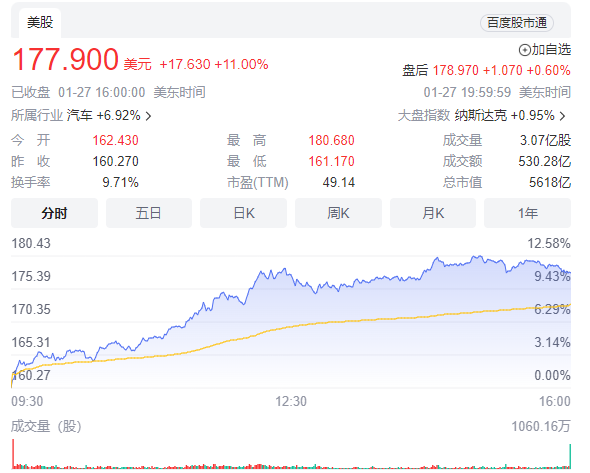 美股 百度股市通
177.900 美元 +17.630 +11.00% 加自选
盘后 178.970 +1.070 +0.60%
已收盘 01-27 16:00:00 美东时间 01-27 19:59:59 美东时间
所属行业 汽车 +6.92% 大盘指数 纳斯达克 +0.95%
今 开 162.430 最 高 180.680 成交量 3.07亿股
昨 收 160.270 最 低 161.170 成交额 530.28亿
换手率 9.71% 市盈(TTM) 49.14 总市值 5618亿
分时 五日 日K 周K 月K 1年
180.43 12.58%
175.39 9.43%
170.35 6.29%
165.31 3.14%
160.27 0.00%
09:30 12:30 16:00
成交量（股） 1060.16万